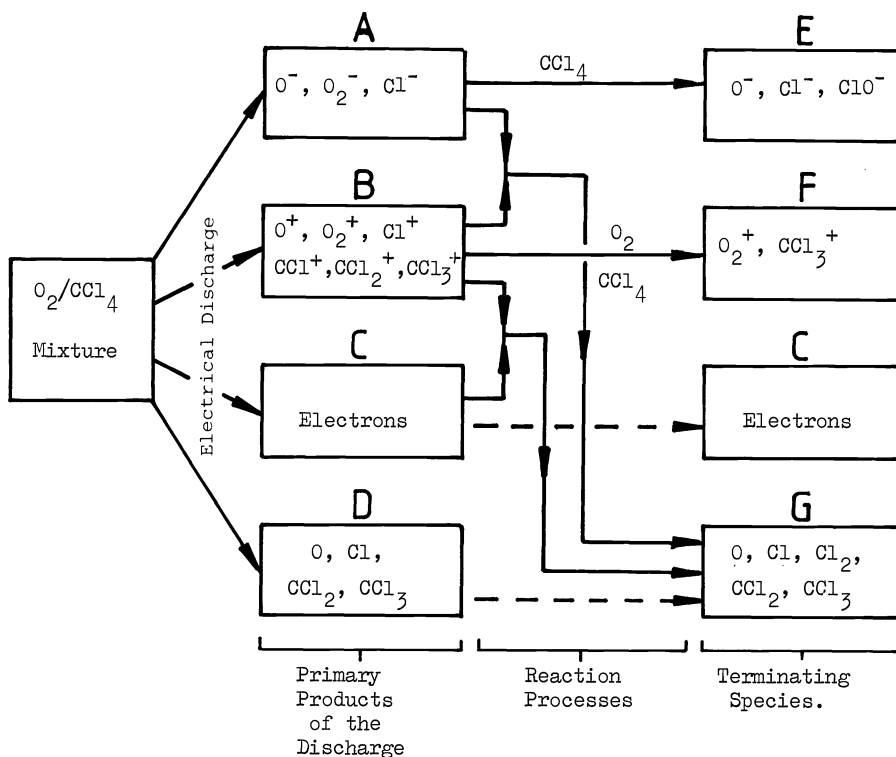 A
O⁻, O₂⁻, Cl⁻
CCl₄
E
O⁻, Cl⁻, ClO⁻
B
O⁺, O₂⁺, Cl⁺
CCl⁺,CCl₂⁺,CCl₃⁺
O₂
CCl₄
F
O₂⁺, CCl₃⁺
O₂/CCl₄
Mixture
Electrical Discharge
C
Electrons
C
Electrons
D
O, Cl,
CCl₂, CCl₃
G
O, Cl, Cl₂,
CCl₂, CCl₃
Primary
Products
of the
Discharge
Reaction
Processes
Terminating
Species.